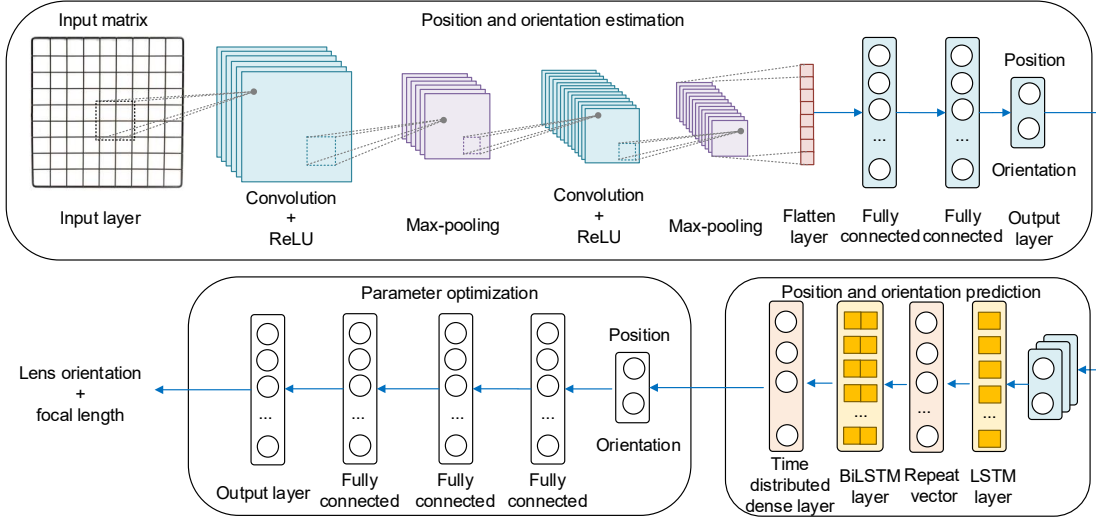 Input matrix
Position and orientation estimation
Position
...
...
Orientation
Input layer
Convolution
+
ReLU
Max-pooling
Convolution
+
ReLU
Max-pooling
Flatten
layer
Fully
connected
Fully
connected
Output
layer
Parameter optimization
Position
Orientation
Lens orientation
+
focal length
...
...
...
...
Output layer
Fully
connected
Fully
connected
Fully
connected
Position and orientation prediction
...
...
...
...
Time
distributed
dense layer
BiLSTM
layer
Repeat
vector
LSTM
layer